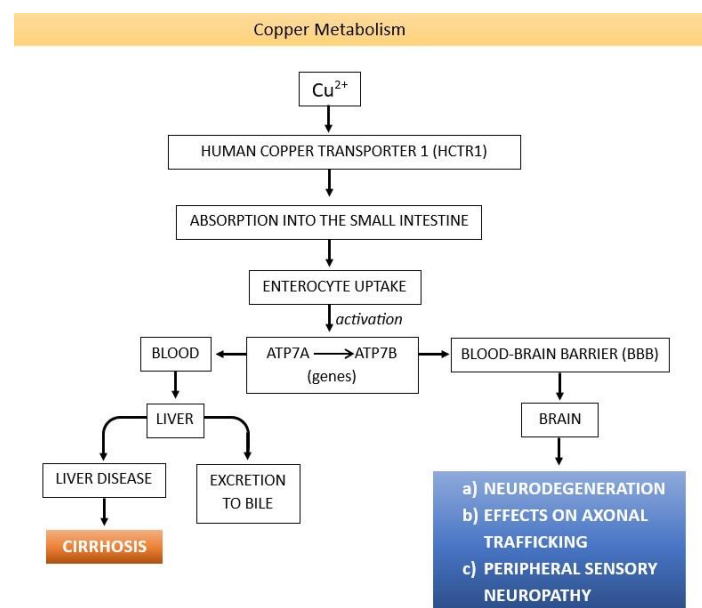 Copper Metabolism
Cu²⁺
HUMAN COPPER TRANSPORTER 1 (HCTR1)
ABSORPTION INTO THE SMALL INTESTINE
ENTEROCYTE UPTAKE
activation
BLOOD
ATP7A ATP7B
(genes)
BLOOD-BRAIN BARRIER (BBB)
LIVER
BRAIN
LIVER DISEASE
EXCRETION
TO BILE
CIRRHOSIS
a) NEURODEGENERATION
b) EFFECTS ON AXONAL
TRAFFICKING
c) PERIPHERAL SENSORY
NEUROPATHY